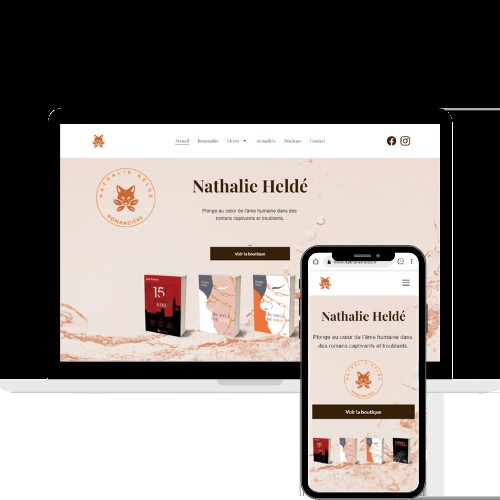 Accueil Biographie Livres Actualités Boutique Contact
NATHALIE HELDÉ
ROMANCIÈRE
Nathalie Heldé
Plonge au cœur de l'âme humaine dans des
romans captivants et troublants.
Voir la boutique
15
Nathalie Heldé
Plonge au cœur de l'âme humaine dans des
romans captivants et troublants.
NATHALIE HELDÉ
ROMANCIÈRE
Voir la boutique